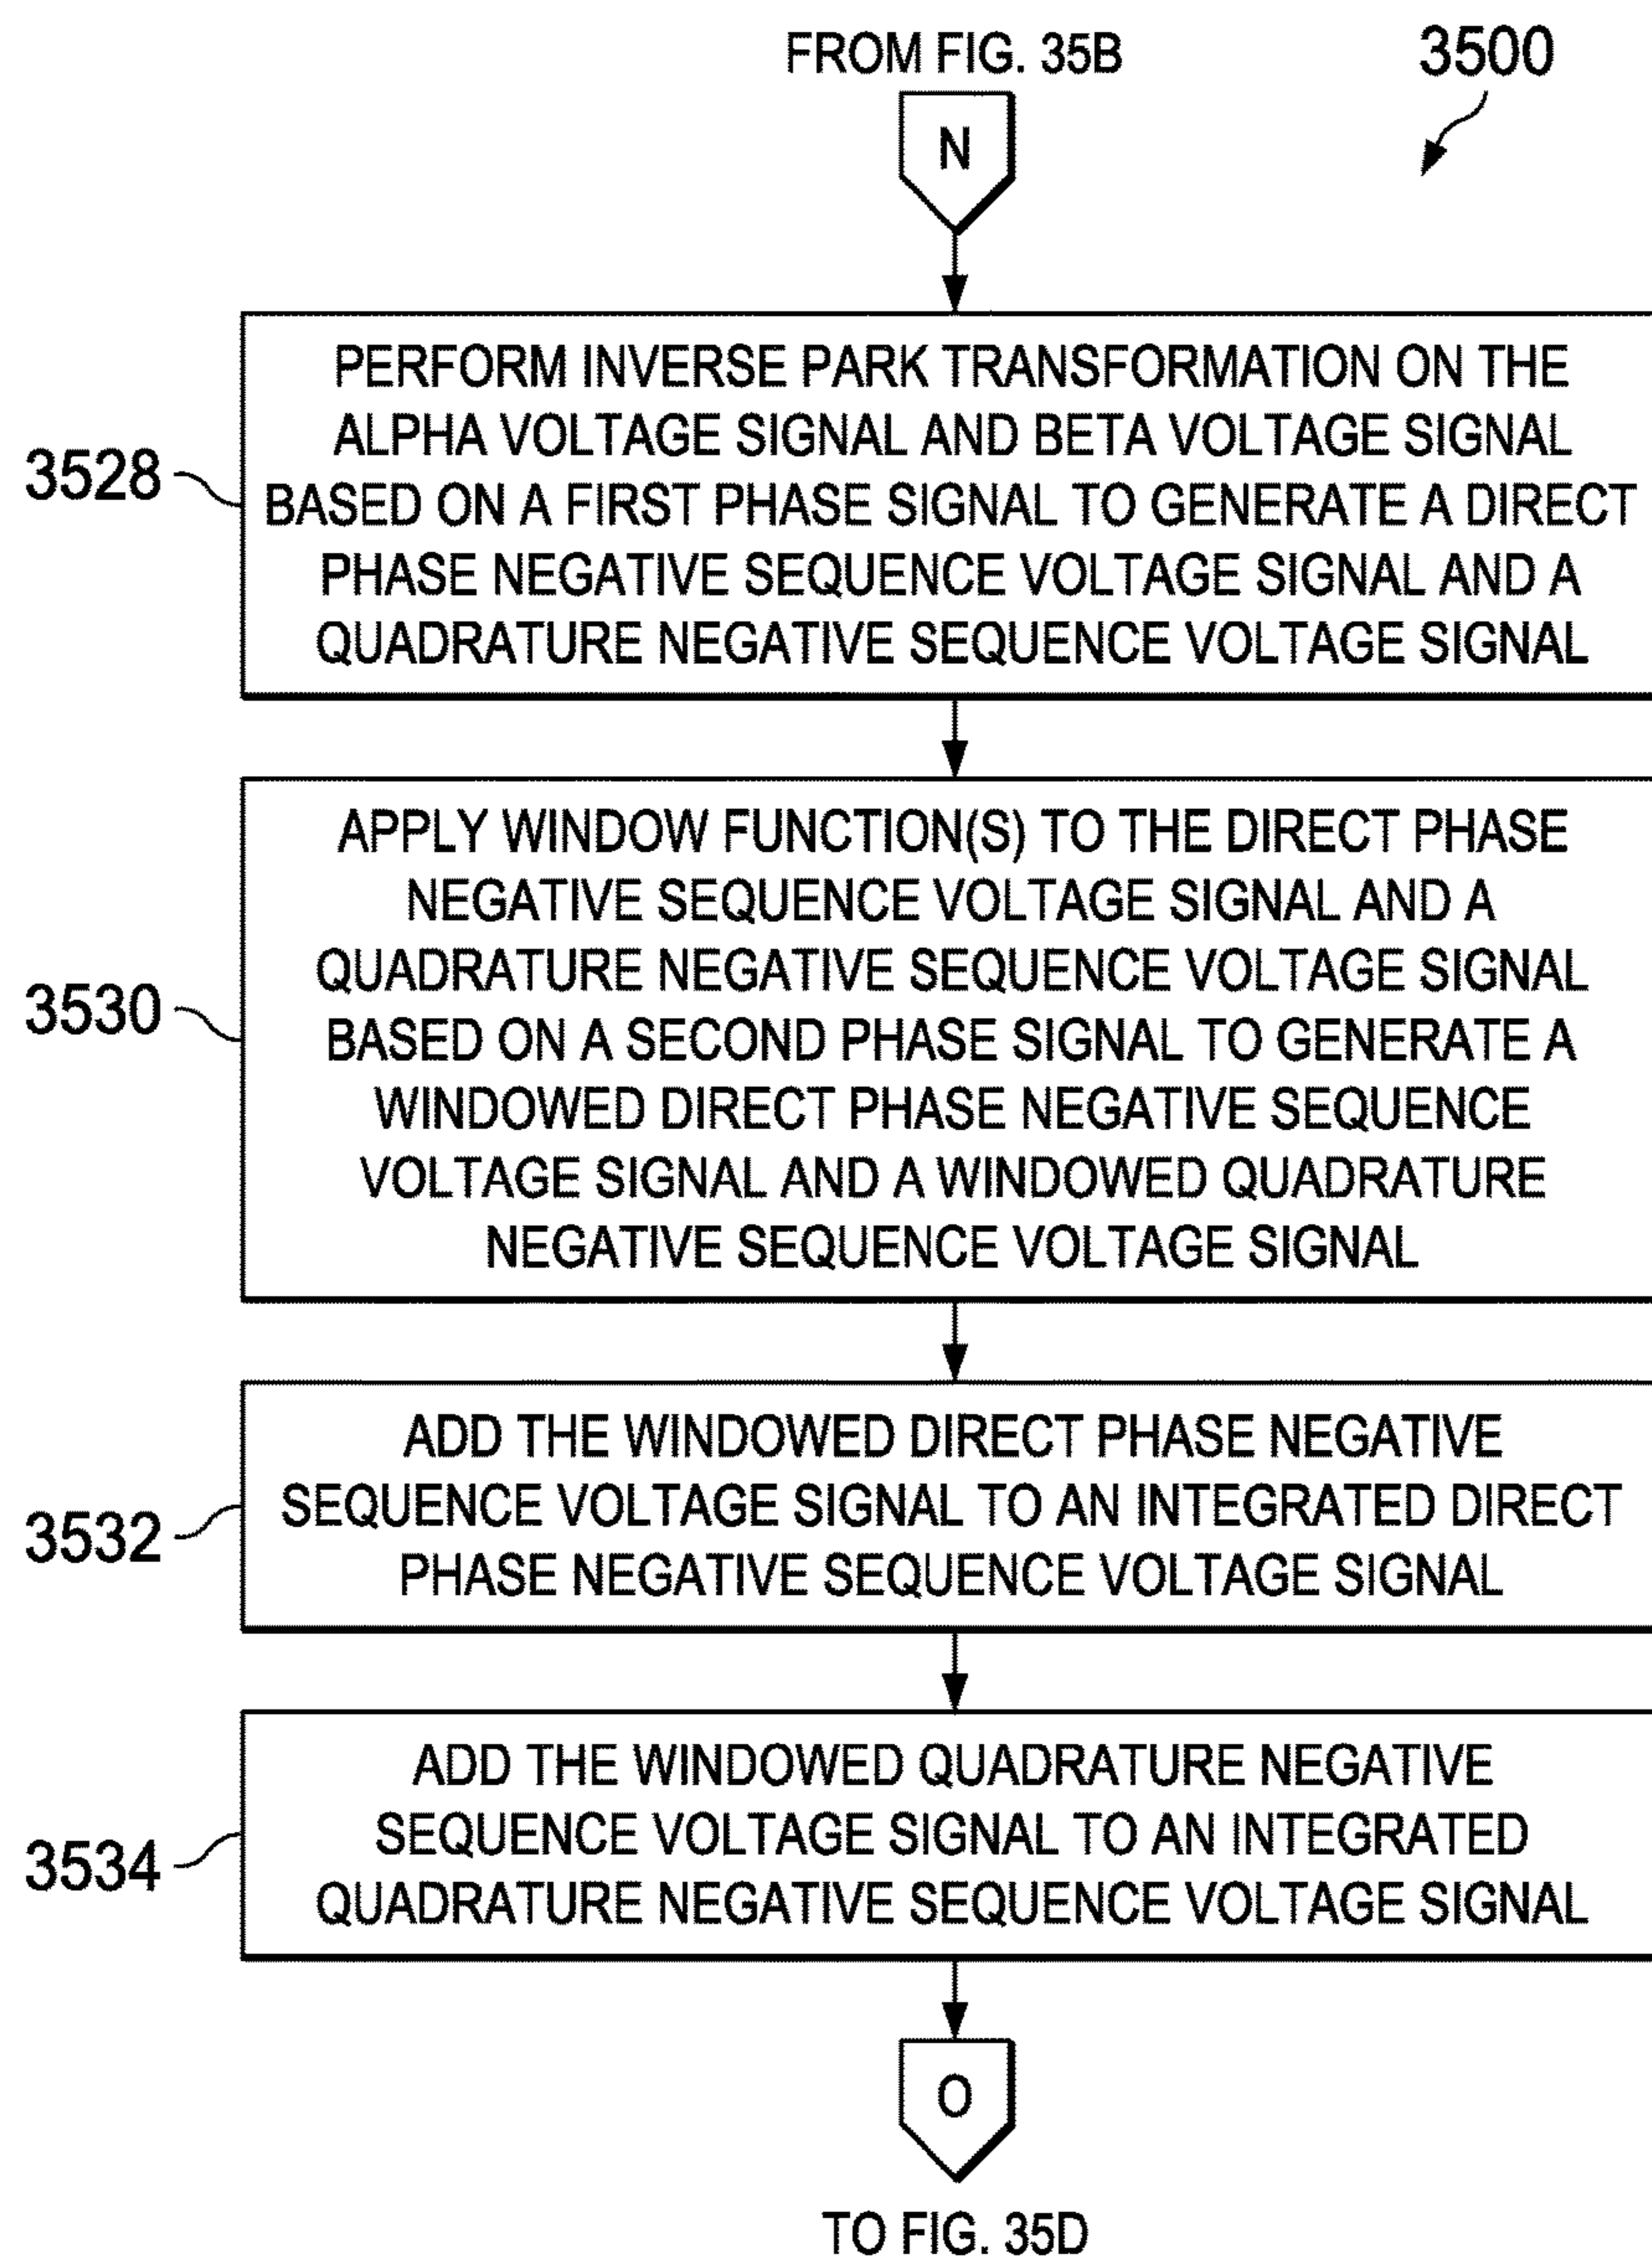 FROM FIG. 35B
3500
N
3528
PERFORM INVERSE PARK TRANSFORMATION ON THE
ALPHA VOLTAGE SIGNAL AND BETA VOLTAGE SIGNAL
BASED ON A FIRST PHASE SIGNAL TO GENERATE A DIRECT
PHASE NEGATIVE SEQUENCE VOLTAGE SIGNAL AND A
QUADRATURE NEGATIVE SEQUENCE VOLTAGE SIGNAL
3530
APPLY WINDOW FUNCTION(S) TO THE DIRECT PHASE
NEGATIVE SEQUENCE VOLTAGE SIGNAL AND A
QUADRATURE NEGATIVE SEQUENCE VOLTAGE SIGNAL
BASED ON A SECOND PHASE SIGNAL TO GENERATE A
WINDOWED DIRECT PHASE NEGATIVE SEQUENCE
VOLTAGE SIGNAL AND A WINDOWED QUADRATURE
NEGATIVE SEQUENCE VOLTAGE SIGNAL
3532
ADD THE WINDOWED DIRECT PHASE NEGATIVE
SEQUENCE VOLTAGE SIGNAL TO AN INTEGRATED DIRECT
PHASE NEGATIVE SEQUENCE VOLTAGE SIGNAL
3534
ADD THE WINDOWED QUADRATURE NEGATIVE
SEQUENCE VOLTAGE SIGNAL TO AN INTEGRATED
QUADRATURE NEGATIVE SEQUENCE VOLTAGE SIGNAL
O
TO FIG. 35D